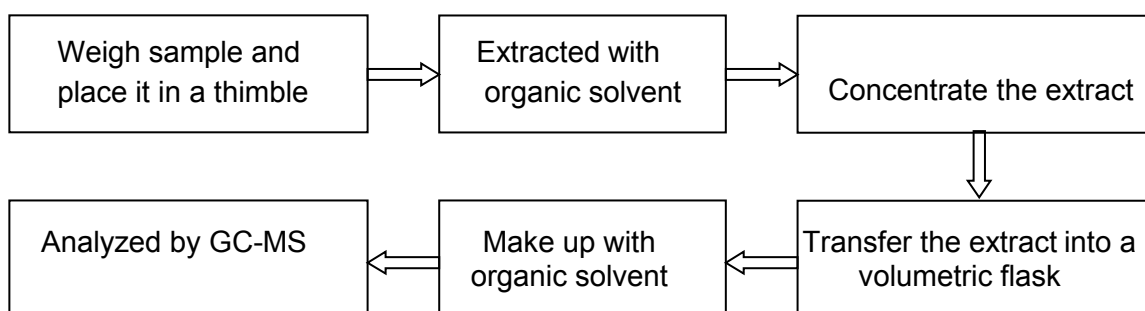 Weigh sample and
place it in a thimble
Extracted with
organic solvent
Concentrate the extract
Transfer the extract into a
volumetric flask
Make up with
organic solvent
Analyzed by GC-MS